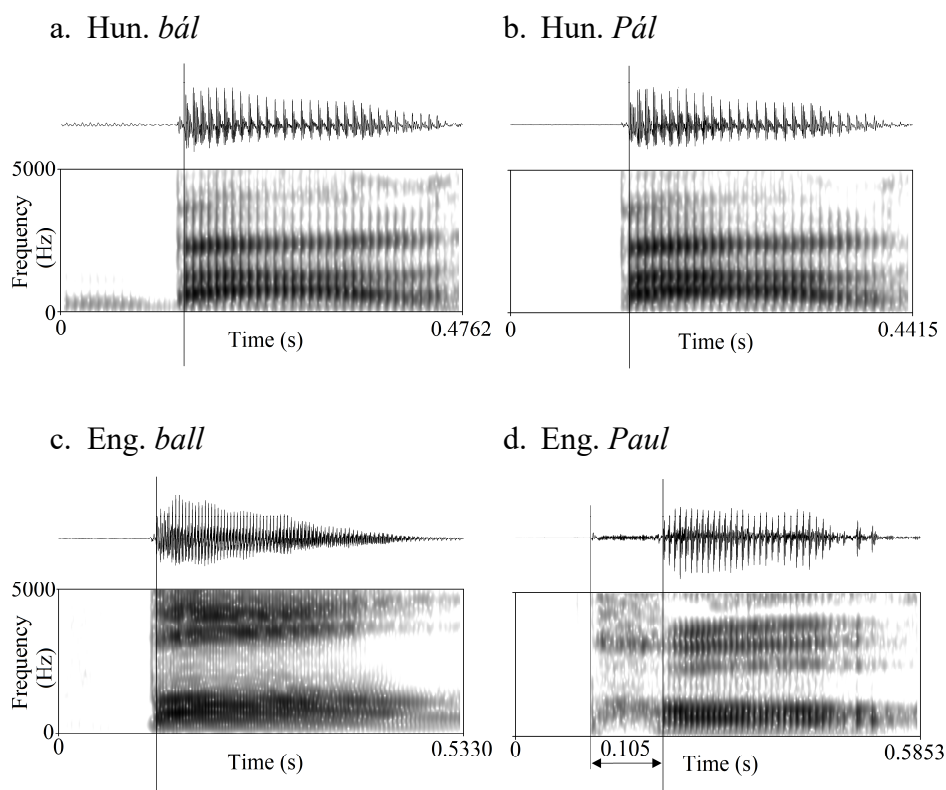 a. Hun. bál
b. Hun. Pál
5000
Frequency
(Hz)
0
0
Time (s)
0.4762
0
Time (s)
0.4415
c. Eng. ball
d. Eng. Paul
5000
Frequency
(Hz)
0
0
Time (s)
0.5330
0
0.105
Time (s)
0.5853